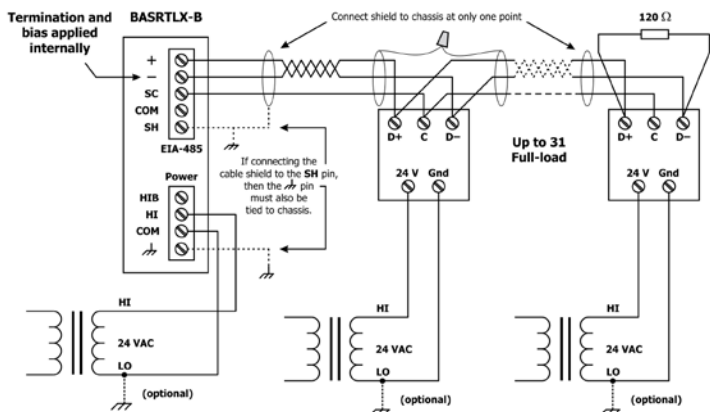 Termination and
bias applied
internally
BASRTLX-B
Connect shield to chassis at only one point
120 Ω
+
−
SC
COM
SH
EIA-485
D+ C D−
Up to 31
Full-load
D+ C D−
If connecting the
cable shield to the SH pin,
then the pin
must also be
tied to chassis.
Power
HIB
HI
COM
24 V Gnd
24 V Gnd
HI
24 VAC
LO
(optional)
HI
24 VAC
LO
(optional)
HI
24 VAC
LO
(optional)